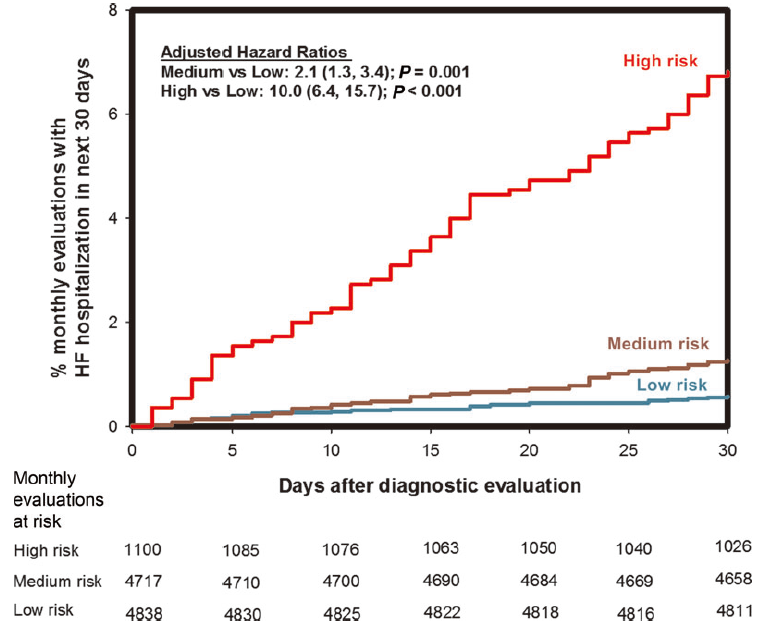 8
Adjusted Hazard Ratios
Medium vs Low: 2.1 (1.3, 3.4); P = 0.001
High vs Low: 10.0 (6.4, 15.7); P < 0.001
High risk
6
% monthly evaluations with
HF hospitalization in next 30 days
4
2
Medium risk
Low risk
0
0 5 10 15 20 25 30
Days after diagnostic evaluation
Monthly
evaluations
at risk
High risk 1100 1085 1076 1063 1050 1040 1026
Medium risk 4717 4710 4700 4690 4684 4669 4658
Low risk 4838 4830 4825 4822 4818 4816 4811